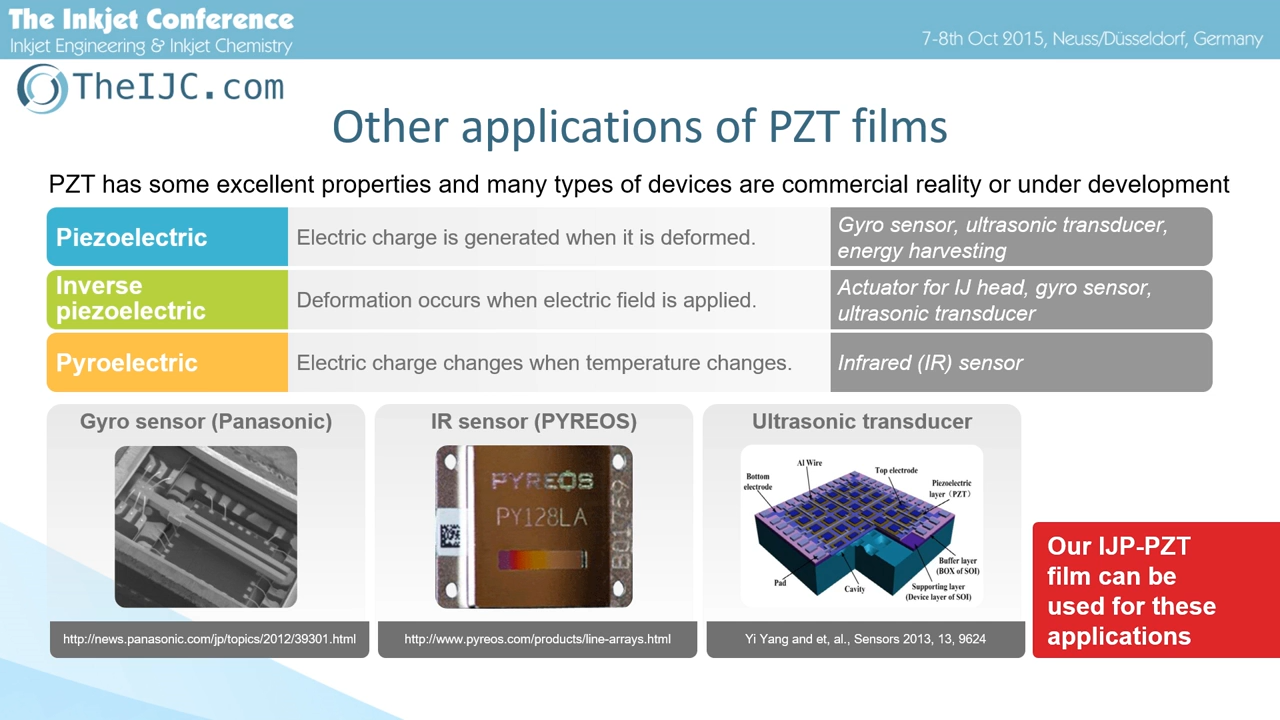 The Inkjet Conference
Inkjet Engineering & Inkjet Chemistry
7-8th Oct 2015, Neuss/Düsseldorf, Germany
TheIJC.com
Other applications of PZT films
PZT has some excellent properties and many types of devices are commercial reality or under development
Piezoelectric
Electric charge is generated when it is deformed.
Gyro sensor, ultrasonic transducer,
energy harvesting
Inverse
piezoelectric
Deformation occurs when electric field is applied.
Actuator for IJ head, gyro sensor,
ultrasonic transducer
Pyroelectric
Electric charge changes when temperature changes.
Infrared (IR) sensor
Gyro sensor (Panasonic)
http://news.panasonic.com/jp/topics/2012/39301.html
IR sensor (PYREOS)
PYREOS
PY128LA
E01759
http://www.pyreos.com/products/line-arrays.html
Ultrasonic transducer
Al Wire
Bottom
electrode
Top electrode
Piezoelectric
layer (PZT)
Buffer layer
(BOX of SOI)
Supporting layer
(Device layer of SOI)
Pad
Cavity
Yi Yang and et, al., Sensors 2013, 13, 9624
Our IJP-PZT
film can be
used for these
applications